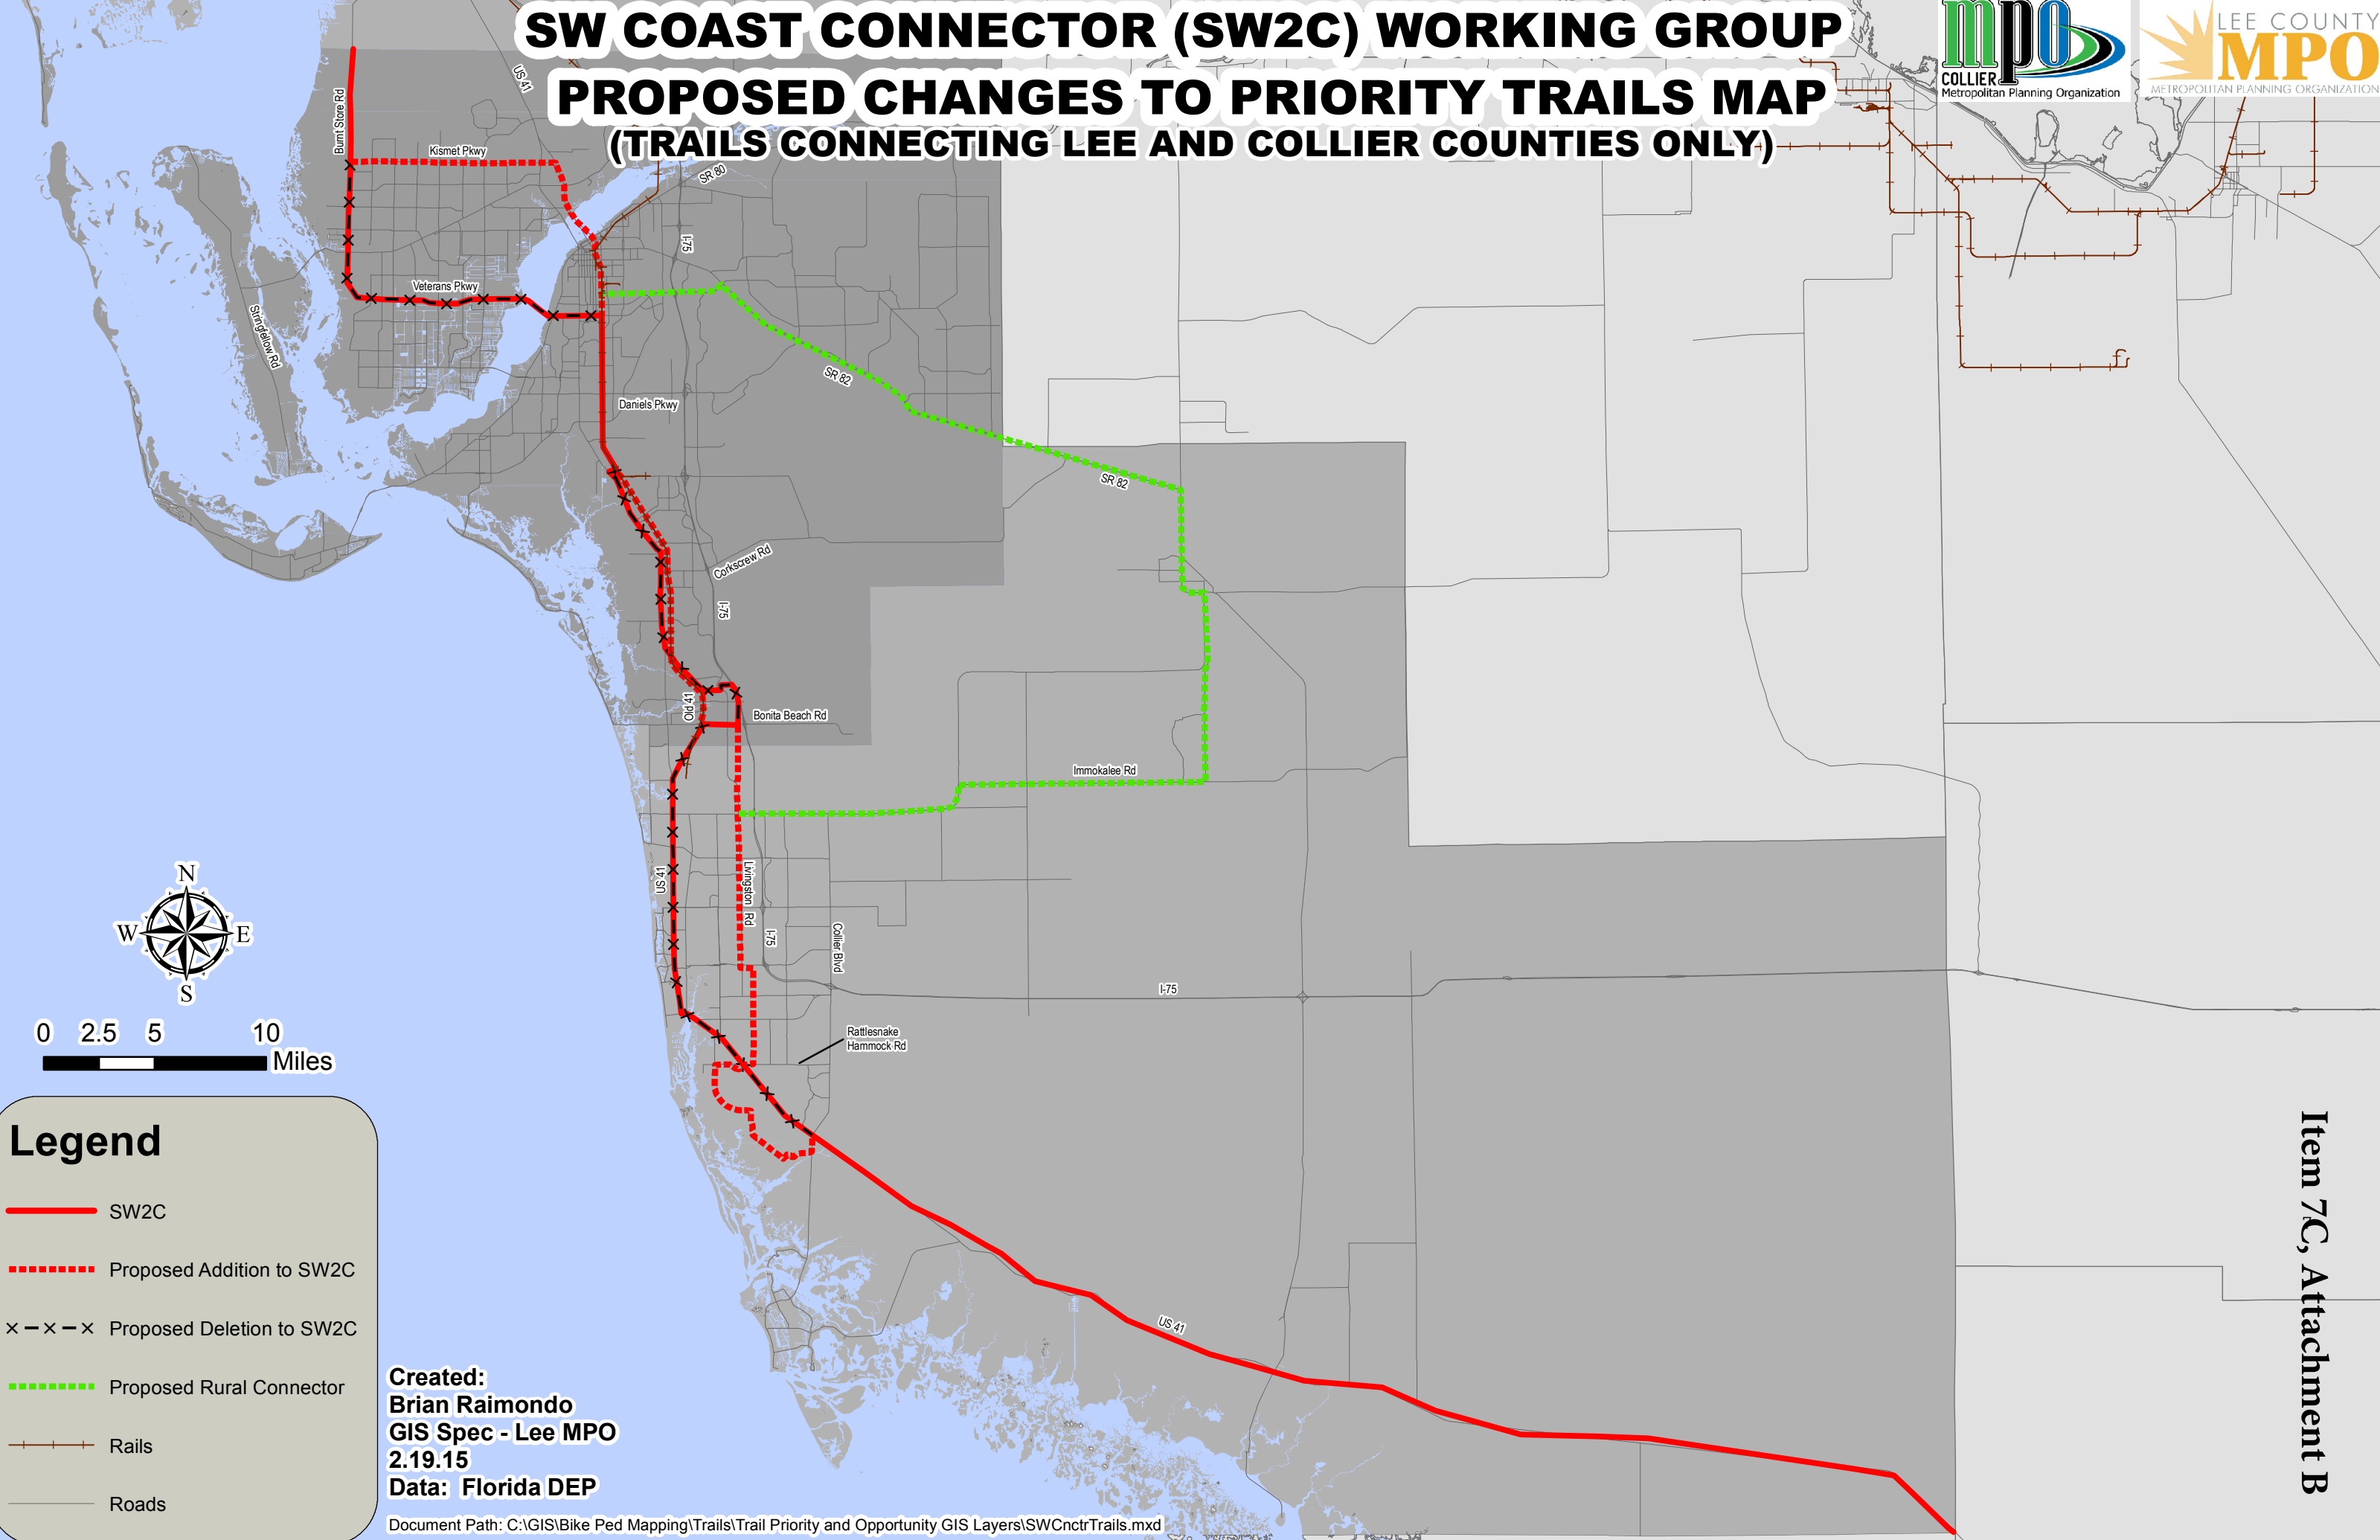 SW COAST CONNECTOR (SW2C) WORKING GROUP
PROPOSED CHANGES TO PRIORITY TRAILS MAP
(TRAILS CONNECTING LEE AND COLLIER COUNTIES ONLY)
mpo
COLLIER
Metropolitan Planning Organization
LEE COUNTY
MPO
METROPOLITAN PLANNING ORGANIZATION
US 41
Burnt Store Rd
Kismet Pkwy
SR 80
I-75
Veterans Pkwy
Stringfellow Rd
SR 82
Daniels Pkwy
SR 82
Corkscrew Rd
I-75
Old 41
Bonita Beach Rd
Immokalee Rd
US 41
Livingston Rd
I-75
Collier Blvd
I-75
Rattlesnake
Hammock Rd
US 41
N
W
E
S
0 2.5 5 10
Miles
Legend
SW2C
Proposed Addition to SW2C
Proposed Deletion to SW2C
Proposed Rural Connector
Rails
Roads
Created:
Brian Raimondo
GIS Spec - Lee MPO
2.19.15
Data: Florida DEP
Document Path: C:\GIS\Bike Ped Mapping\Trails\Trail Priority and Opportunity GIS Layers\SWCnctrTrails.mxd
Item 7C, Attachment B